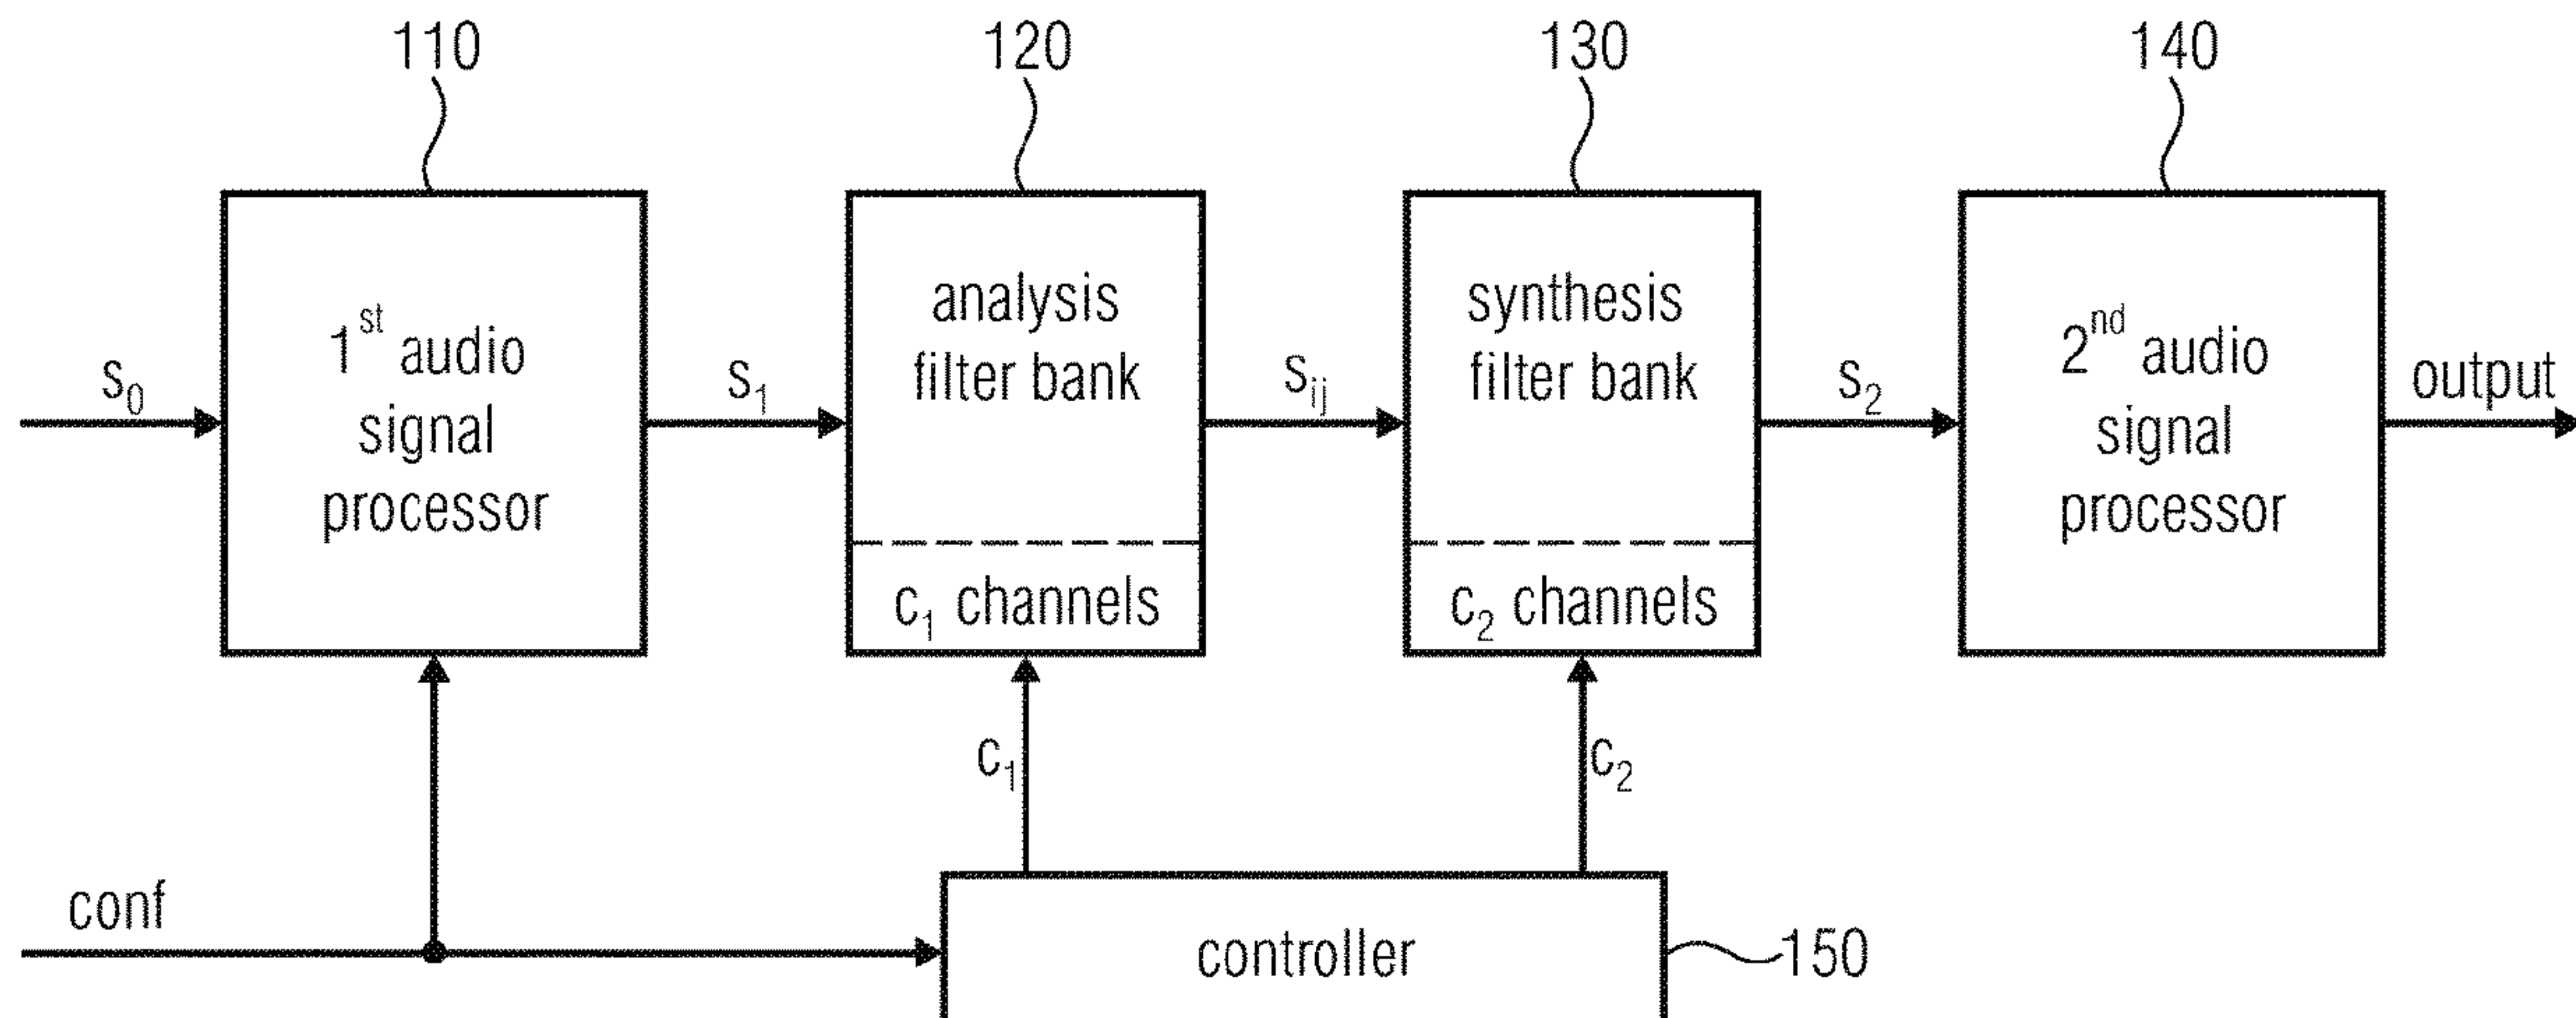 110
120
130
140
s₀
1st audio
signal
processor
s₁
analysis
filter bank
c₁ channels
sᵢⱼ
synthesis
filter bank
c₂ channels
s₂
2nd audio
signal
processor
output
c₁
c₂
conf
controller
150